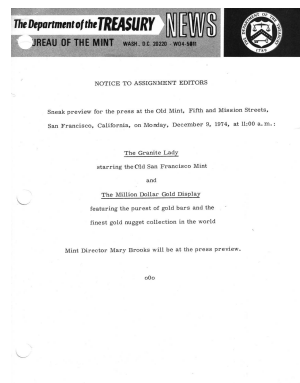 The Department of the TREASURY NEWS
BUREAU OF THE MINT WASH., D.C. 20220 - WO4-5011
NOTICE TO ASSIGNMENT EDITORS
Sneak preview for the press at the Old Mint, Fifth and Mission Streets,
San Francisco, California, on Monday, December 9, 1974, at 11:00 a.m.:
The Granite Lady
starring the Old San Francisco Mint
and
The Million Dollar Gold Display
featuring the purest of gold bars and the
finest gold nugget collection in the world
Mint Director Mary Brooks will be at the press preview.
o0o